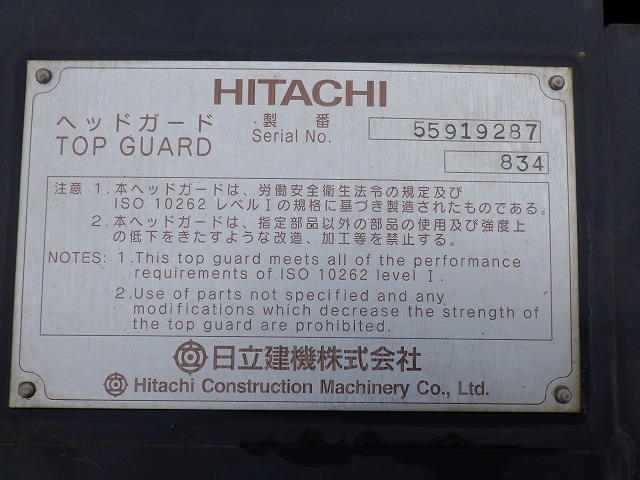 HITACHI
ヘッドガード 製番 55919287
TOP GUARD Serial No. 834
注意 1.本ヘッドガードは、労働安全衛生法令の規定及び
ISO 10262 レベルⅠの規格に基づき製造されたものである。
2.本ヘッドガードは、指定部品以外の部品の使用及び強度上
の低下をきたすような改造、加工等を禁止する。
NOTES: 1.This top guard meets all of the performance
requirements of ISO 10262 level Ⅰ.
2.Use of parts not specified and any
modifications which decrease the strength of
the top guard are prohibited.
日立建機株式会社
Hitachi Construction Machinery Co., Ltd.